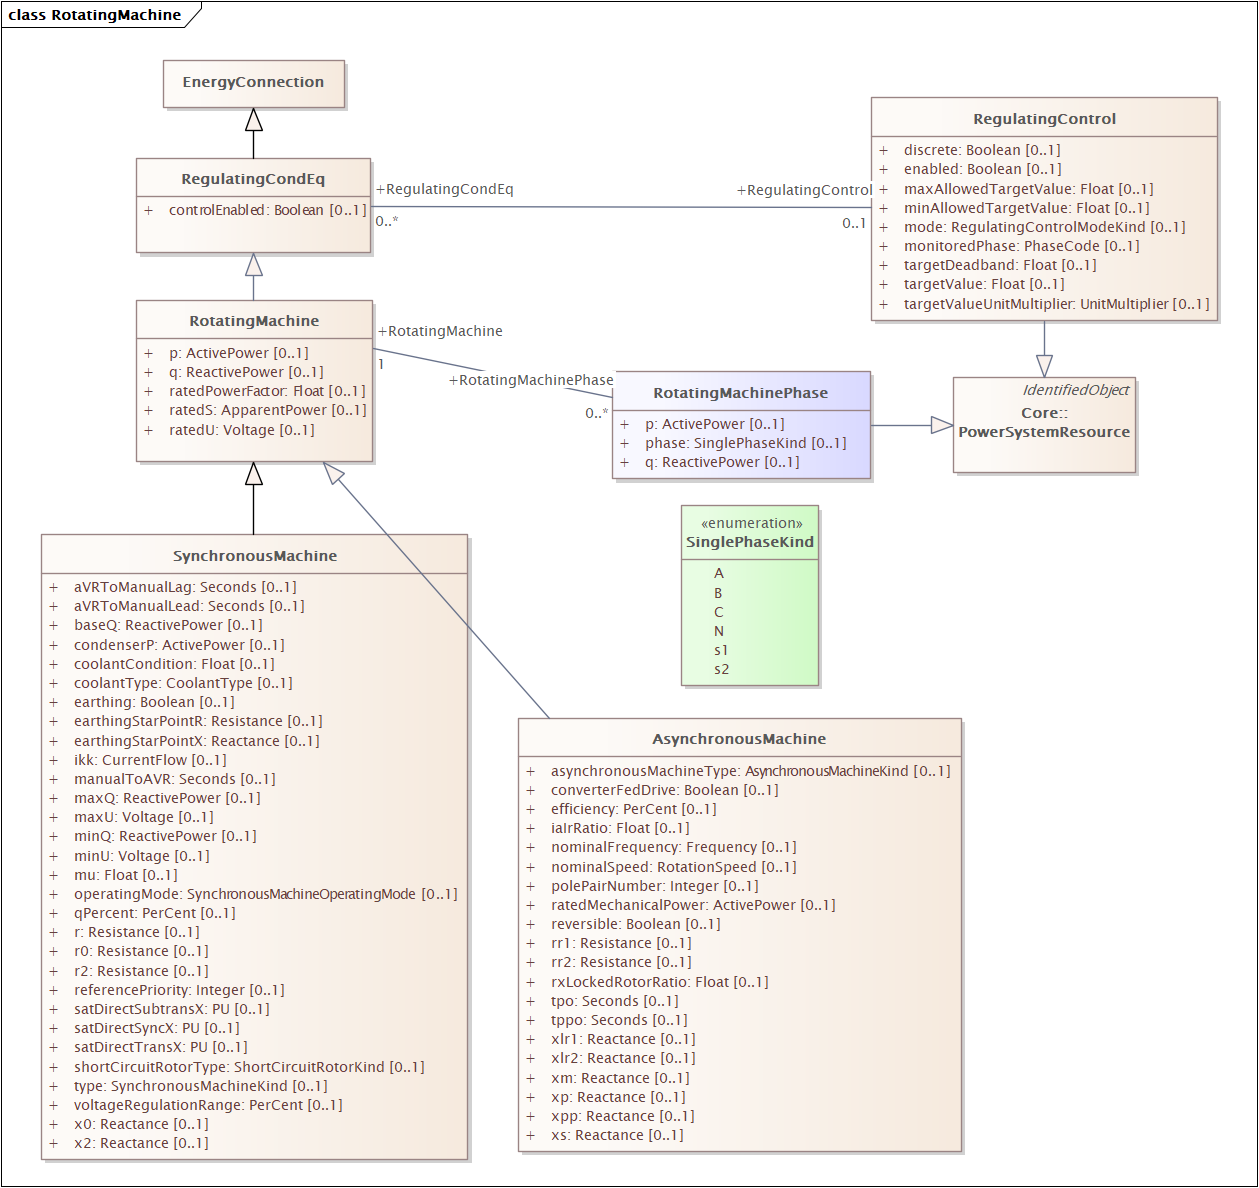 class RotatingMachine
EnergyConnection
RegulatingCondEq
+ controlEnabled: Boolean [0..1]
+RegulatingCondEq
0..*
+RegulatingControl
0..1
RegulatingControl
+ discrete: Boolean [0..1]
+ enabled: Boolean [0..1]
+ maxAllowedTargetValue: Float [0..1]
+ minAllowedTargetValue: Float [0..1]
+ mode: RegulatingControlModeKind [0..1]
+ monitoredPhase: PhaseCode [0..1]
+ targetDeadband: Float [0..1]
+ targetValue: Float [0..1]
+ targetValueUnitMultiplier: UnitMultiplier [0..1]
RotatingMachine
+ p: ActivePower [0..1]
+ q: ReactivePower [0..1]
+ ratedPowerFactor: Float [0..1]
+ ratedS: ApparentPower [0..1]
+ ratedU: Voltage [0..1]
+RotatingMachine
1
+RotatingMachinePhase
0..*
RotatingMachinePhase
+ p: ActivePower [0..1]
+ phase: SinglePhaseKind [0..1]
+ q: ReactivePower [0..1]
IdentifiedObject
Core::
PowerSystemResource
«enumeration»
SinglePhaseKind
A
B
C
N
s1
s2
SynchronousMachine
+ aVRToManualLag: Seconds [0..1]
+ aVRToManualLead: Seconds [0..1]
+ baseQ: ReactivePower [0..1]
+ condenserP: ActivePower [0..1]
+ coolantCondition: Float [0..1]
+ coolantType: CoolantType [0..1]
+ earthing: Boolean [0..1]
+ earthingStarPointR: Resistance [0..1]
+ earthingStarPointX: Reactance [0..1]
+ ikk: CurrentFlow [0..1]
+ manualToAVR: Seconds [0..1]
+ maxQ: ReactivePower [0..1]
+ maxU: Voltage [0..1]
+ minQ: ReactivePower [0..1]
+ minU: Voltage [0..1]
+ mu: Float [0..1]
+ operatingMode: SynchronousMachineOperatingMode [0..1]
+ qPercent: PerCent [0..1]
+ r: Resistance [0..1]
+ r0: Resistance [0..1]
+ r2: Resistance [0..1]
+ referencePriority: Integer [0..1]
+ satDirectSubtransX: PU [0..1]
+ satDirectSyncX: PU [0..1]
+ satDirectTransX: PU [0..1]
+ shortCircuitRotorType: ShortCircuitRotorKind [0..1]
+ type: SynchronousMachineKind [0..1]
+ voltageRegulationRange: PerCent [0..1]
+ x0: Reactance [0..1]
+ x2: Reactance [0..1]
AsynchronousMachine
+ asynchronousMachineType: AsynchronousMachineKind [0..1]
+ converterFedDrive: Boolean [0..1]
+ efficiency: PerCent [0..1]
+ iaIrRatio: Float [0..1]
+ nominalFrequency: Frequency [0..1]
+ nominalSpeed: RotationSpeed [0..1]
+ polePairNumber: Integer [0..1]
+ ratedMechanicalPower: ActivePower [0..1]
+ reversible: Boolean [0..1]
+ rr1: Resistance [0..1]
+ rr2: Resistance [0..1]
+ rxLockedRotorRatio: Float [0..1]
+ tpo: Seconds [0..1]
+ tppo: Seconds [0..1]
+ xlr1: Reactance [0..1]
+ xlr2: Reactance [0..1]
+ xm: Reactance [0..1]
+ xp: Reactance [0..1]
+ xpp: Reactance [0..1]
+ xs: Reactance [0..1]